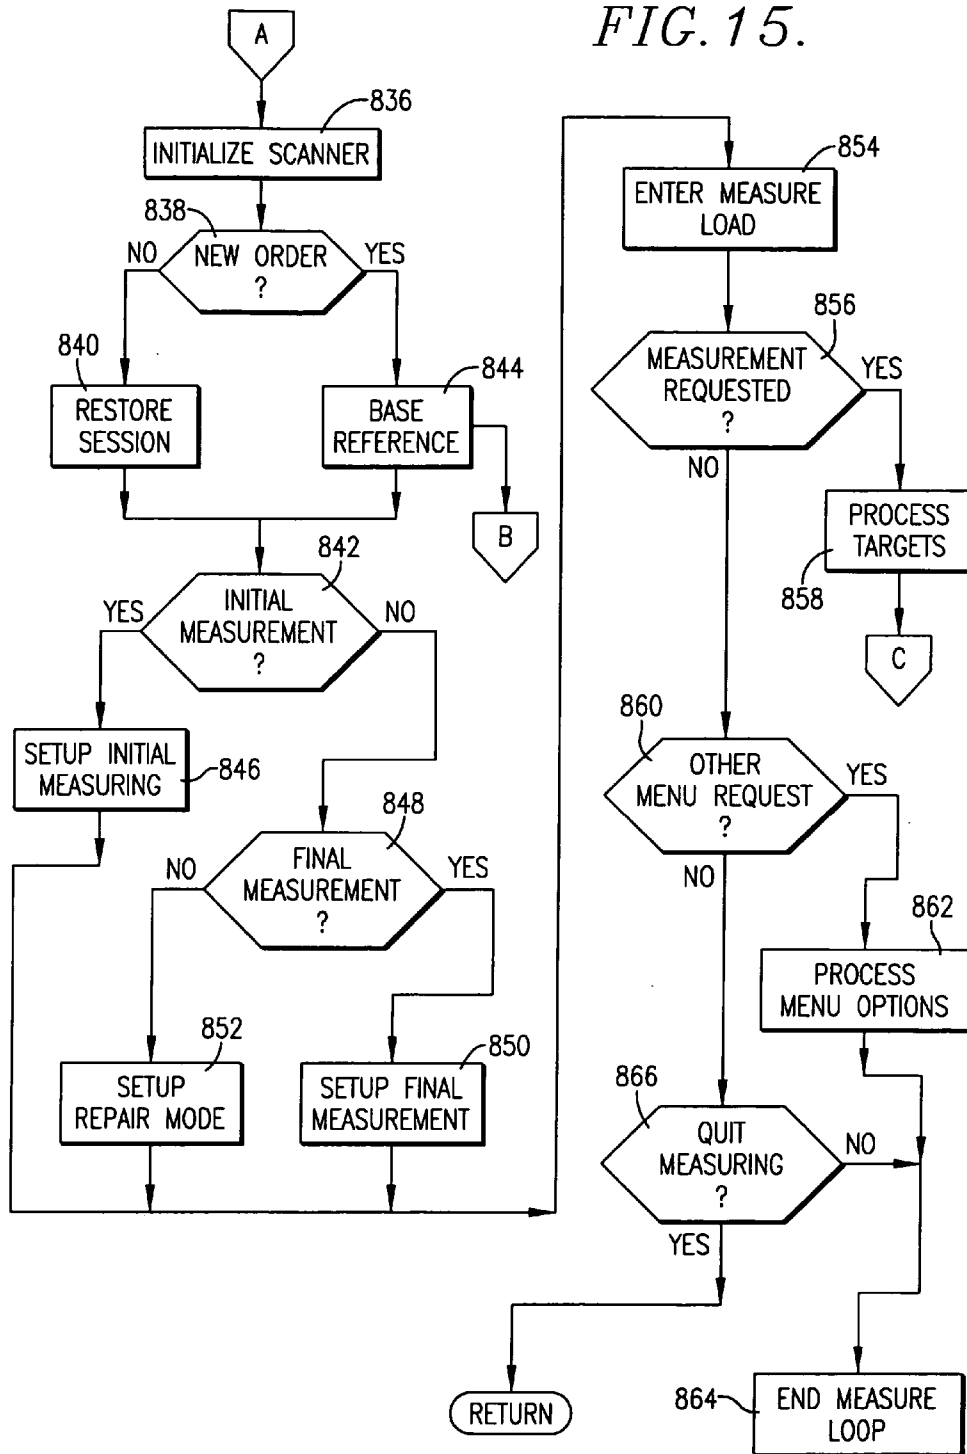 FIG. 15.
A
836
INITIALIZE SCANNER
838
NEW ORDER
?
NO
YES
840
RESTORE
SESSION
844
BASE
REFERENCE
B
842
INITIAL
MEASUREMENT
?
YES
NO
SETUP INITIAL
MEASURING
846
848
FINAL
MEASUREMENT
?
NO
YES
852
SETUP
REPAIR MODE
850
SETUP FINAL
MEASUREMENT
854
ENTER MEASURE
LOAD
856
MEASUREMENT
REQUESTED
?
YES
NO
PROCESS
TARGETS
858
C
860
OTHER
MENU REQUEST
?
YES
NO
862
PROCESS
MENU OPTIONS
866
QUIT
MEASURING
?
NO
YES
RETURN
864
END MEASURE
LOOP